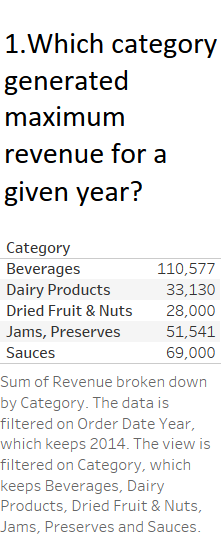 1.Which category
generated
maximum
revenue for a
given year?
Category
Beverages 110,577
Dairy Products 33,130
Dried Fruit & Nuts 28,000
Jams, Preserves 51,541
Sauces 69,000
Sum of Revenue broken down
by Category. The data is
filtered on Order Date Year,
which keeps 2014. The view is
filtered on Category, which
keeps Beverages, Dairy
Products, Dried Fruit & Nuts,
Jams, Preserves and Sauces.